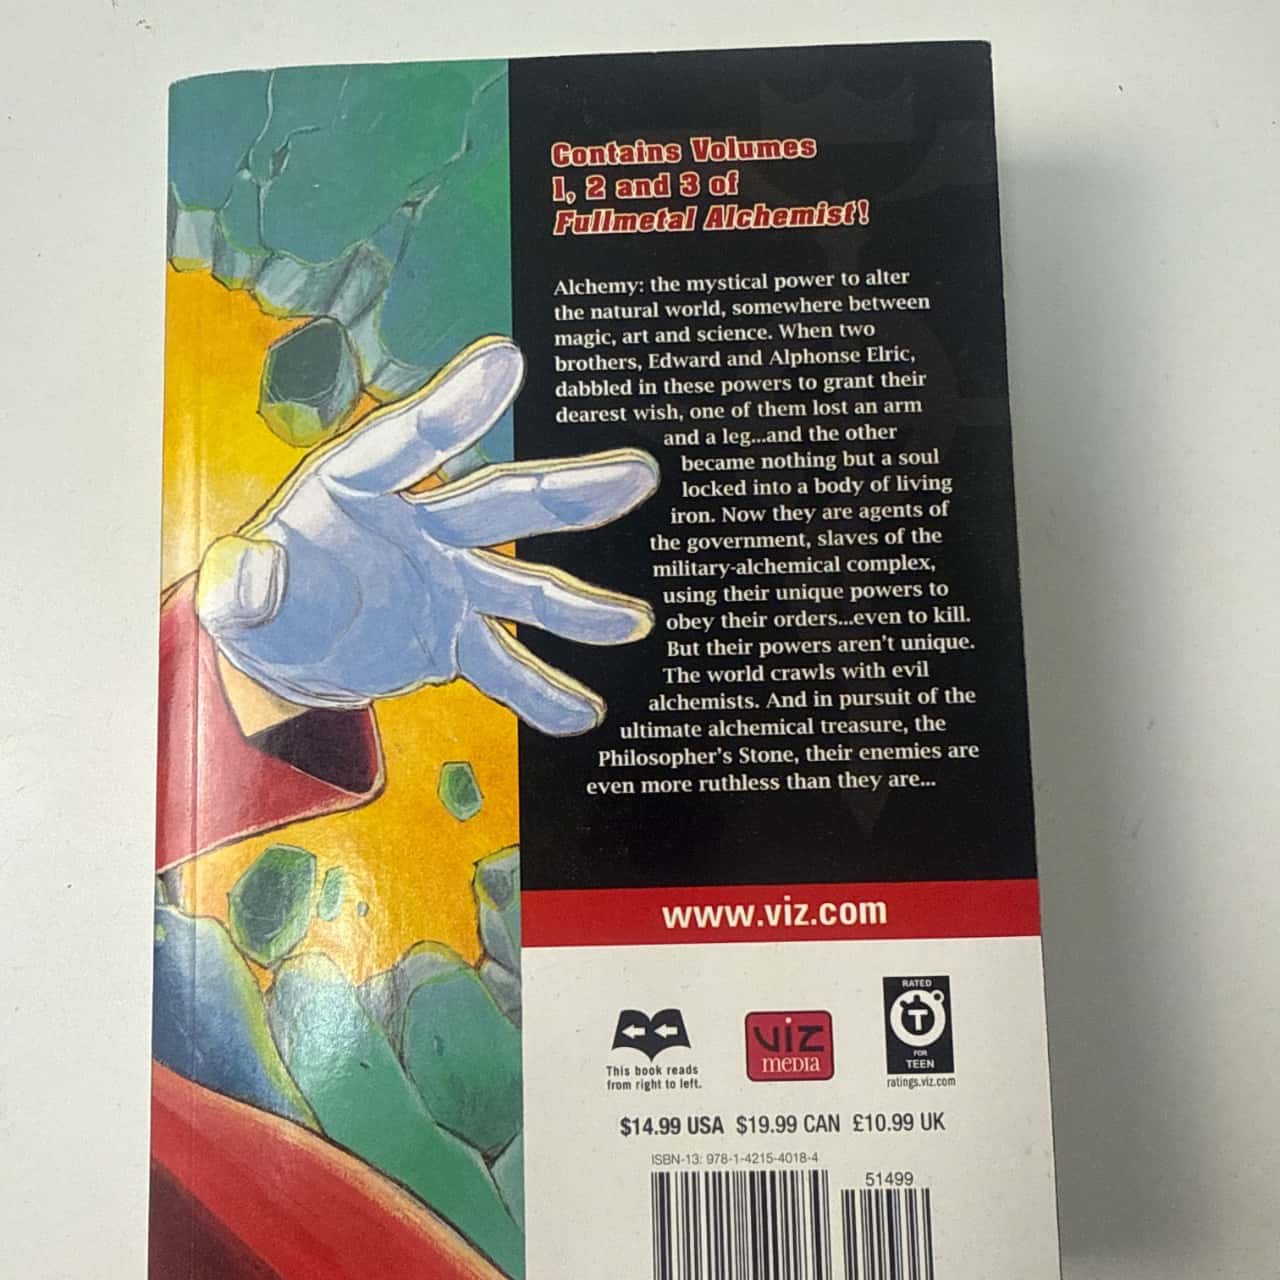 Contains Volumes
1, 2 and 3 of
Fullmetal Alchemist!
Alchemy: the mystical power to alter
the natural world, somewhere between
magic, art and science. When two
brothers, Edward and Alphonse Elric,
dabbled in these powers to grant their
dearest wish, one of them lost an arm
and a leg...and the other
became nothing but a soul
locked into a body of living
iron. Now they are agents of
the government, slaves of the
military-alchemical complex,
using their unique powers to
obey their orders...even to kill.
But their powers aren't unique.
The world crawls with evil
alchemists. And in pursuit of the
ultimate alchemical treasure, the
Philosopher's Stone, their enemies are
even more ruthless than they are...
www.viz.com
This book reads
from right to left.
VIZ
MEDIA
RATED
T
FOR
TEEN
ratings.viz.com
$14.99 USA $19.99 CAN £10.99 UK
ISBN-13: 978-1-4215-4018-4
51499